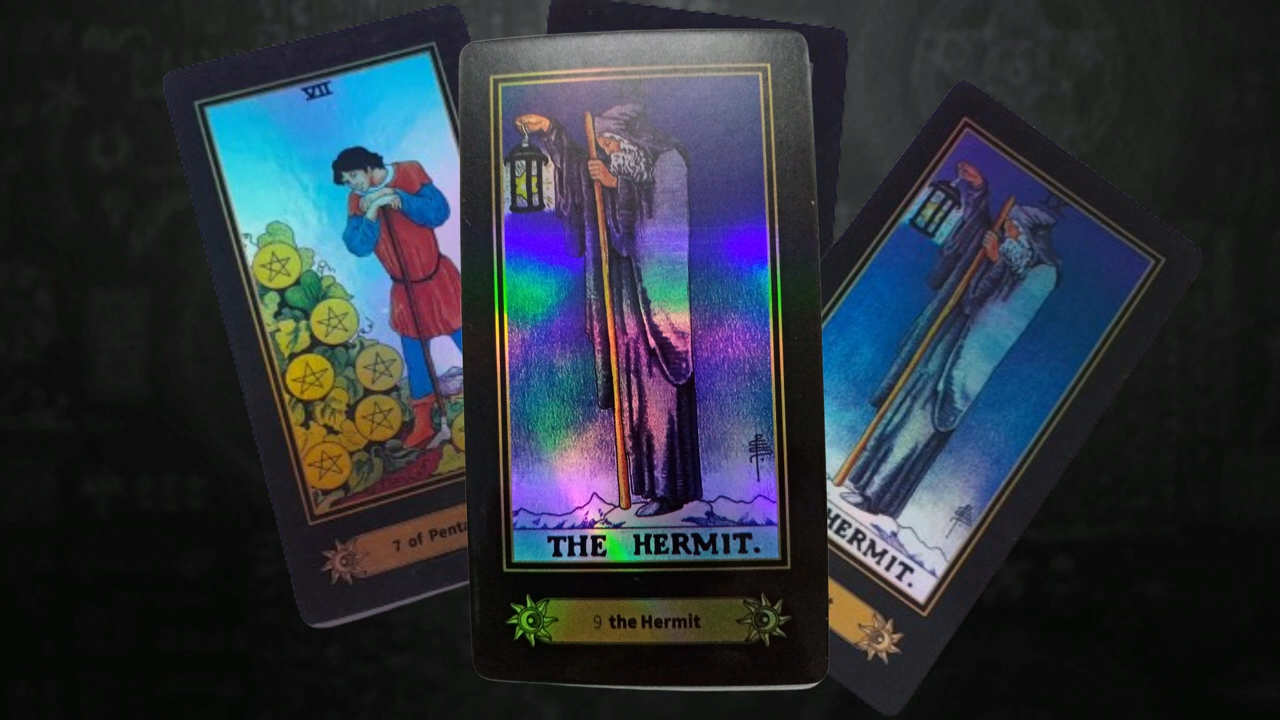 VII
7 of Penta
THE HERMIT.
9 the Hermit
HERMIT.